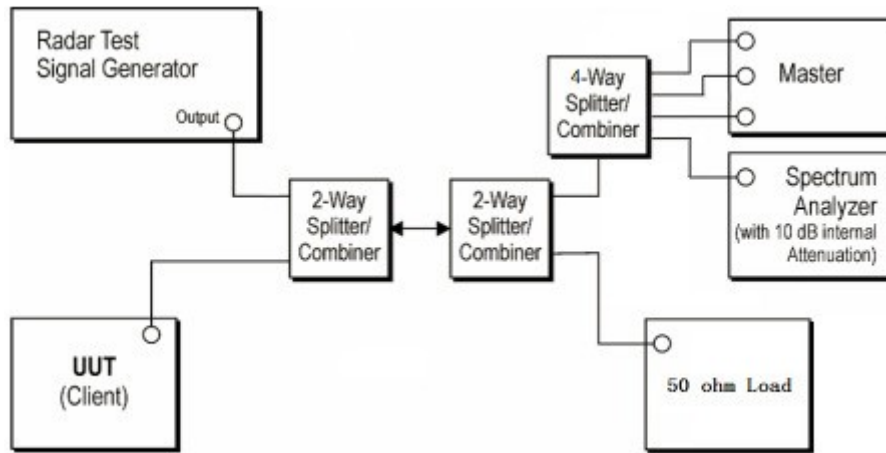 Radar Test
Signal Generator
Output
4-Way
Splitter/
Combiner
Master
2-Way
Splitter/
Combiner
2-Way
Splitter/
Combiner
Spectrum
Analyzer
(with 10 dB internal
Attenuation)
UUT
(Client)
50 ohm Load